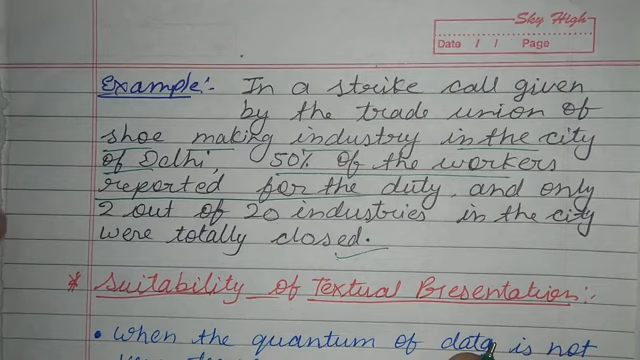 Sky High
Date / / Page
Example:- In a strike call given
by the trade union of
shoe making industry in the city
of Delhi, 50% of the workers
reported for the duty, and only
2 out of 20 industries in the city
were totally closed.
* Suitability of Textual Presentation:-
• When the quantum of data is not